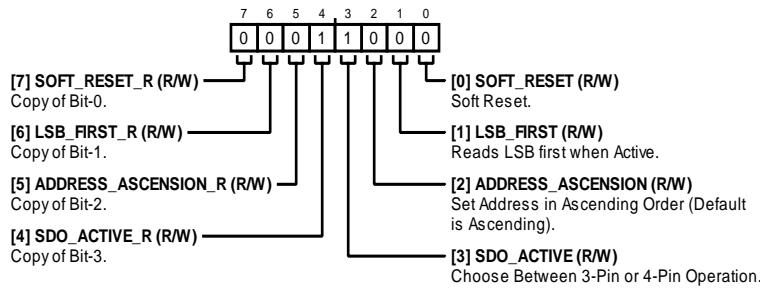 7 6 5 4 3 2 1 0
0 0 0 1 1 0 0 0
[7] SOFT_RESET_R (R/W)
Copy of Bit-0.
[6] LSB_FIRST_R (R/W)
Copy of Bit-1.
[5] ADDRESS_ASCENSION_R (R/W)
Copy of Bit-2.
[4] SDO_ACTIVE_R (R/W)
Copy of Bit-3.
[0] SOFT_RESET (R/W)
Soft Reset.
[1] LSB_FIRST (R/W)
Reads LSB first when Active.
[2] ADDRESS_ASCENSION (R/W)
Set Address in Ascending Order (Default
is Ascending).
[3] SDO_ACTIVE (R/W)
Choose Between 3-Pin or 4-Pin Operation.